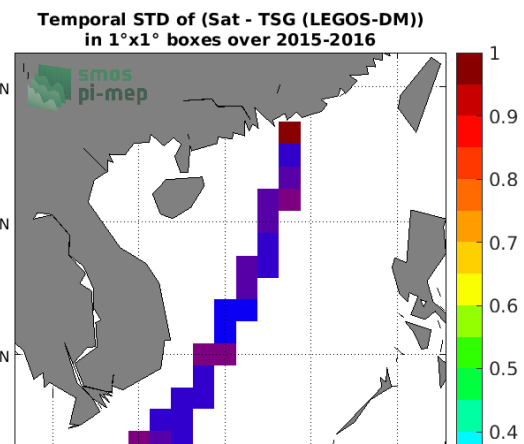 Temporal STD of (Sat - TSG (LEGOS-DM))
in 1°x1° boxes over 2015-2016
smos
pi-mep
N
N
N
1
0.9
0.8
0.7
0.6
0.5
0.4